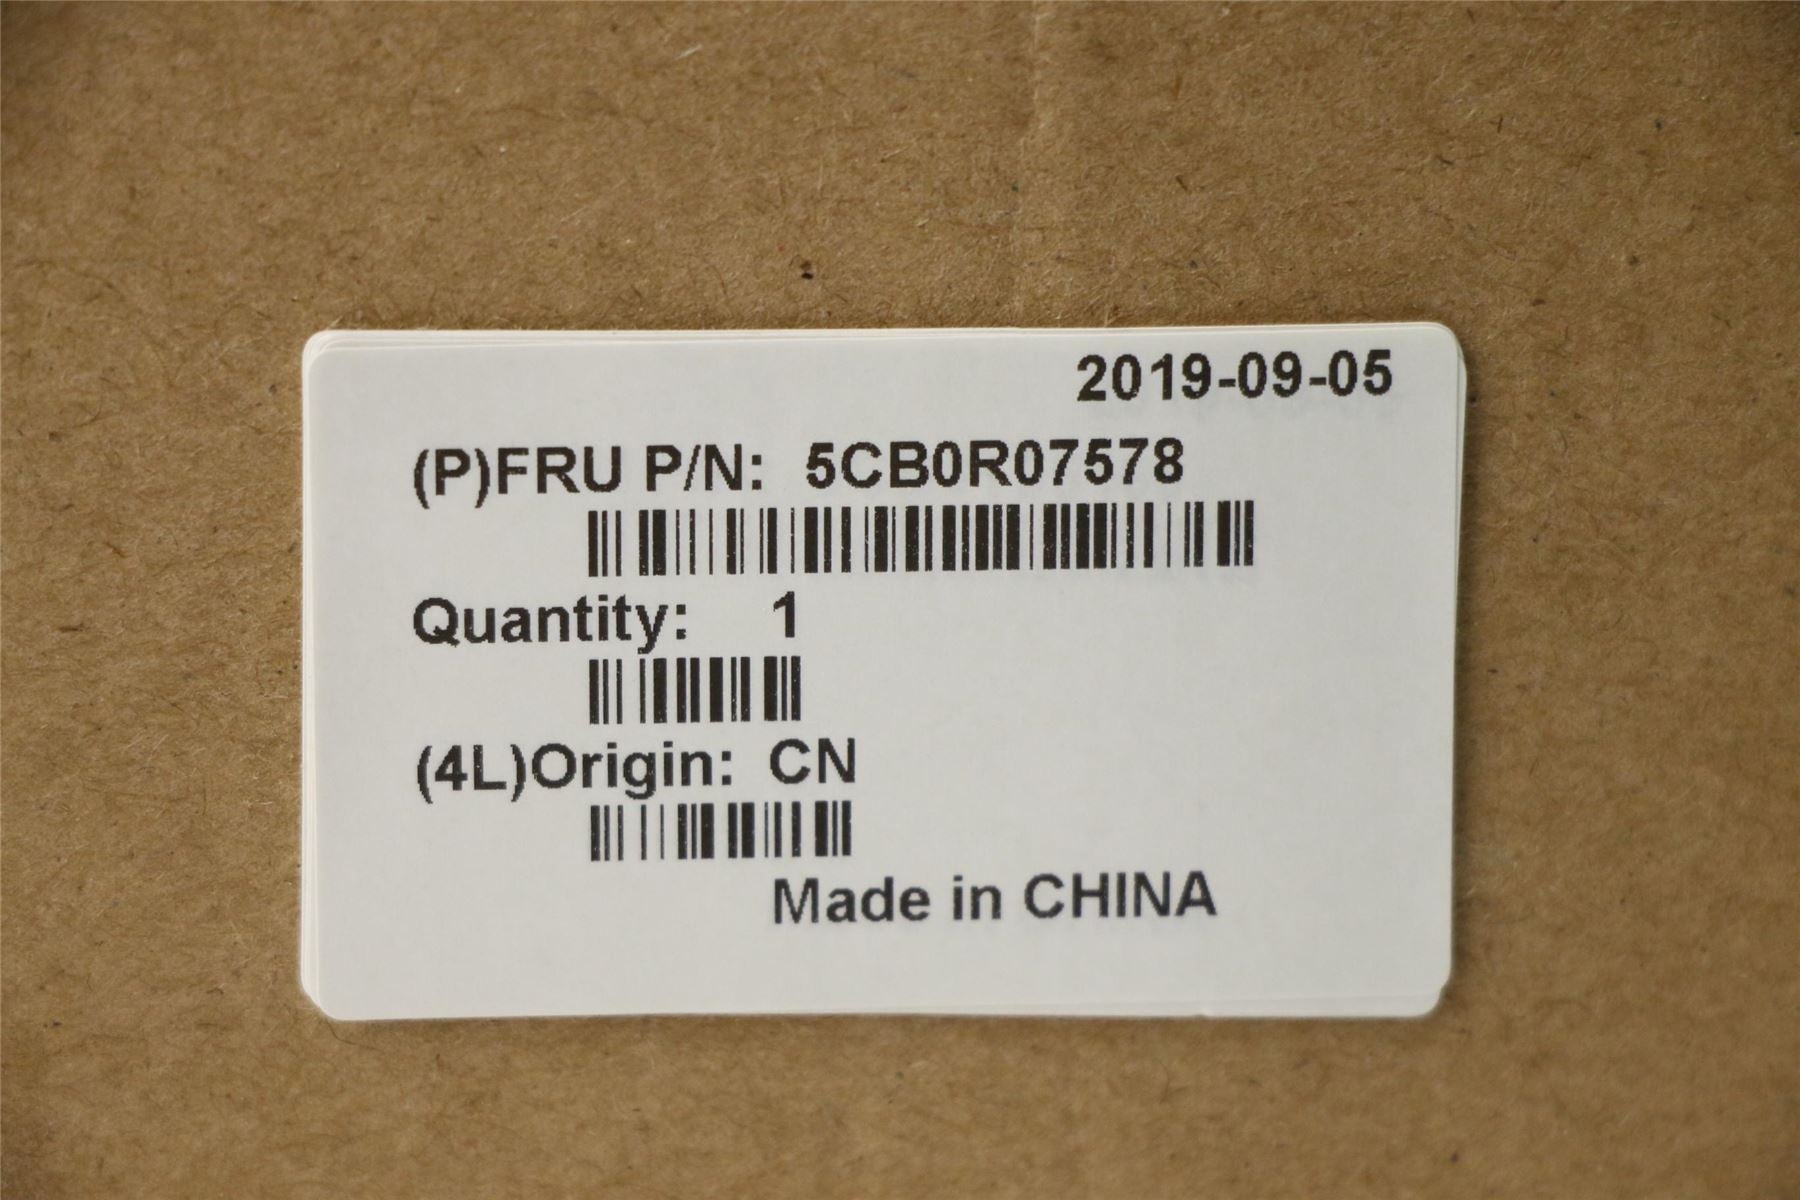 2019-09-05
(P)FRU P/N: 5CB0R07578
Quantity: 1
(4L)Origin: CN
Made in CHINA